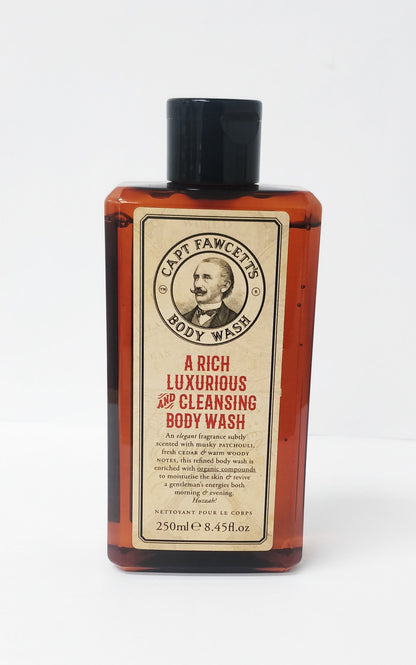 CAPT FAWCETT'S
TM
®
BODY WASH
A RICH
LUXURIOUS
AND CLEANSING
BODY WASH
An elegant fragrance subtly
scented with musky PATCHOULI,
fresh CEDAR & warm WOODY
NOTES, this refined body wash is
enriched with organic compounds
to moisturise the skin & revive
a gentleman's energies both
morning & evening.
Huzzah!
NETTOYANT POUR LE CORPS
250ml ℮ 8.45fl.oz